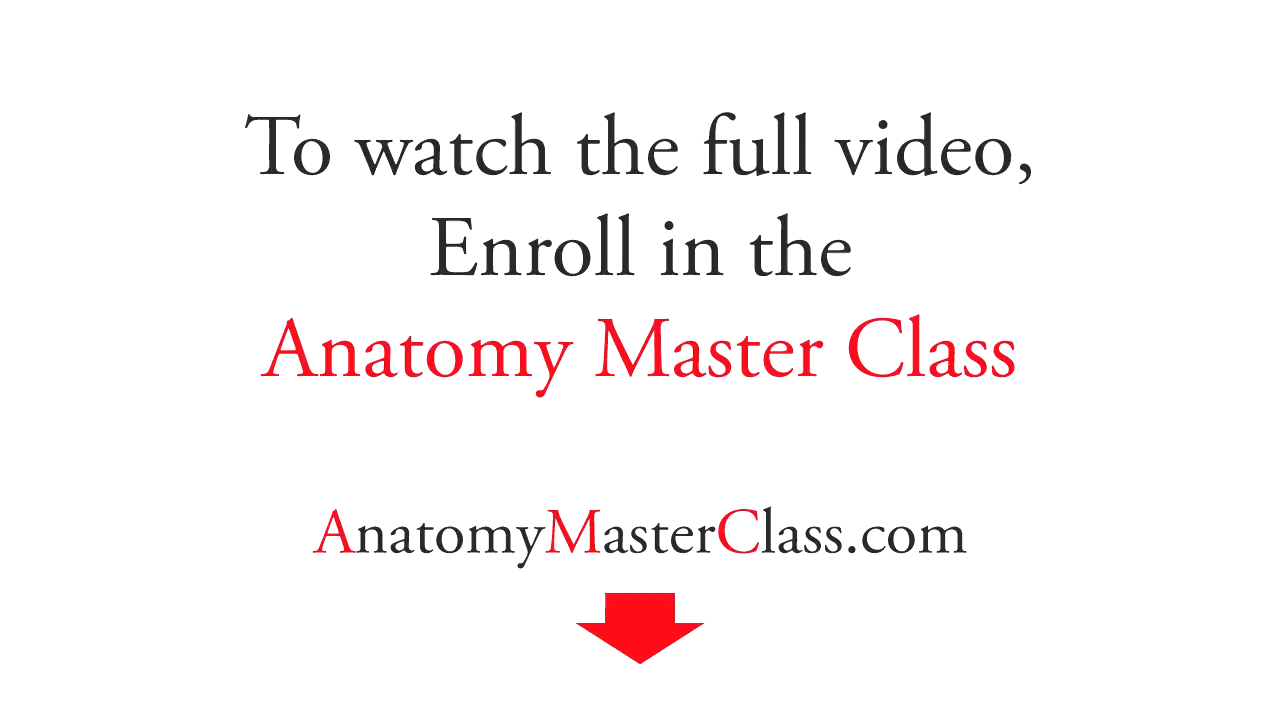 To watch the full video,
Enroll in the
Anatomy Master Class
AnatomyMasterClass.com